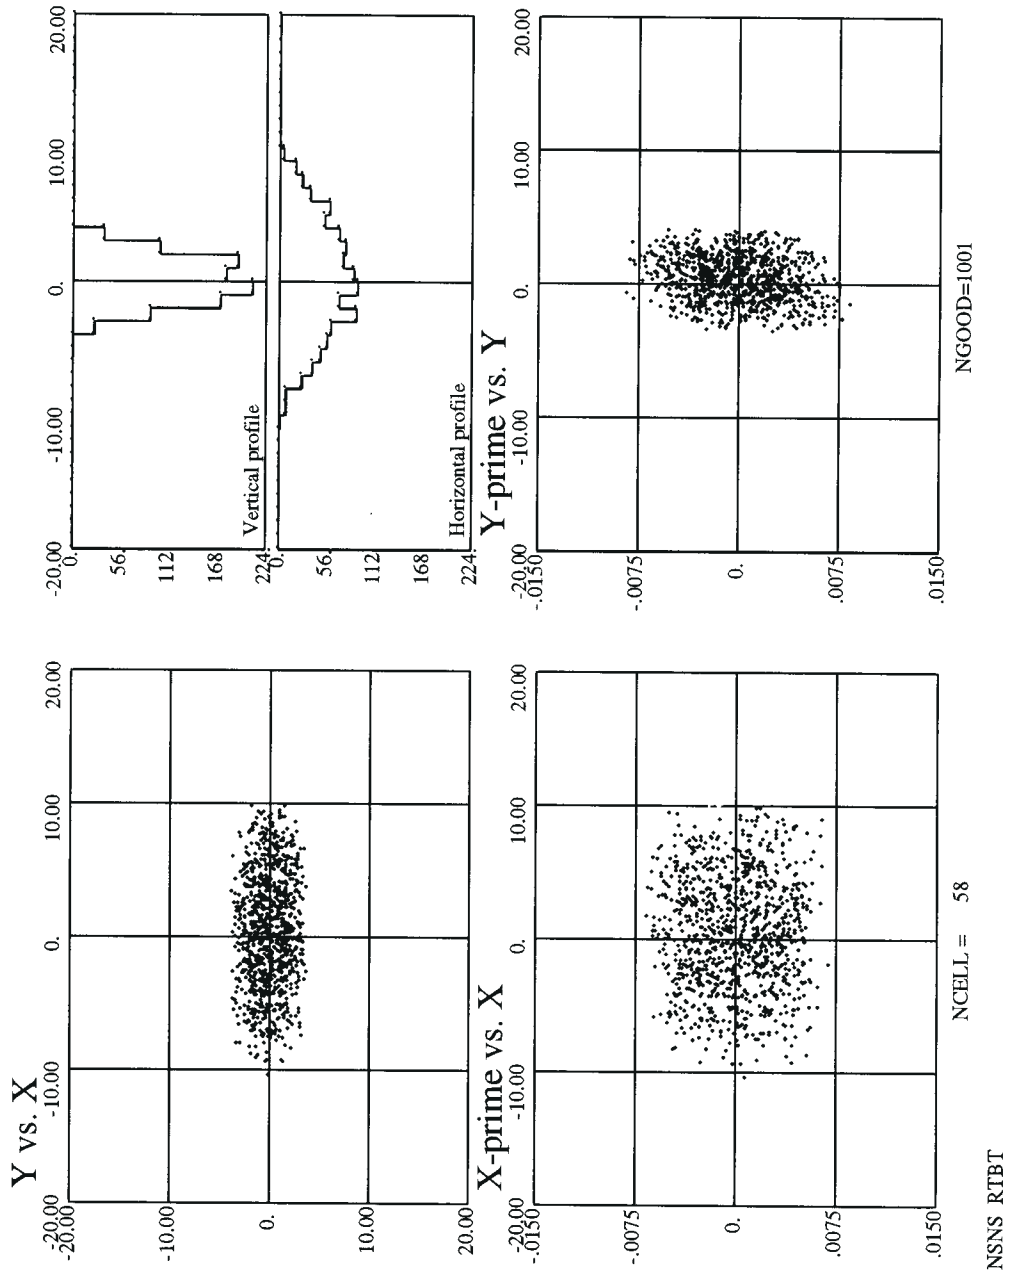 Y vs. X
-20.00 -10.00 0. 10.00 20.00
-20.00
-10.00
0.
10.00
20.00
-20.00 -10.00 0. 10.00 20.00
0.
56.
112
168
224.
Vertical profile
0.
56.
112
168
224.
Horizontal profile
X-prime vs. X
-20.00 -10.00 0. 10.00 20.00
-.0150
-.0075
0.
.0075
.0150
Y-prime vs. Y
-20.00 -10.00 0. 10.00 20.00
-.0150
-.0075
0.
.0075
.0150
NCELL = 58
NGOOD=1001
NSNS RTBT